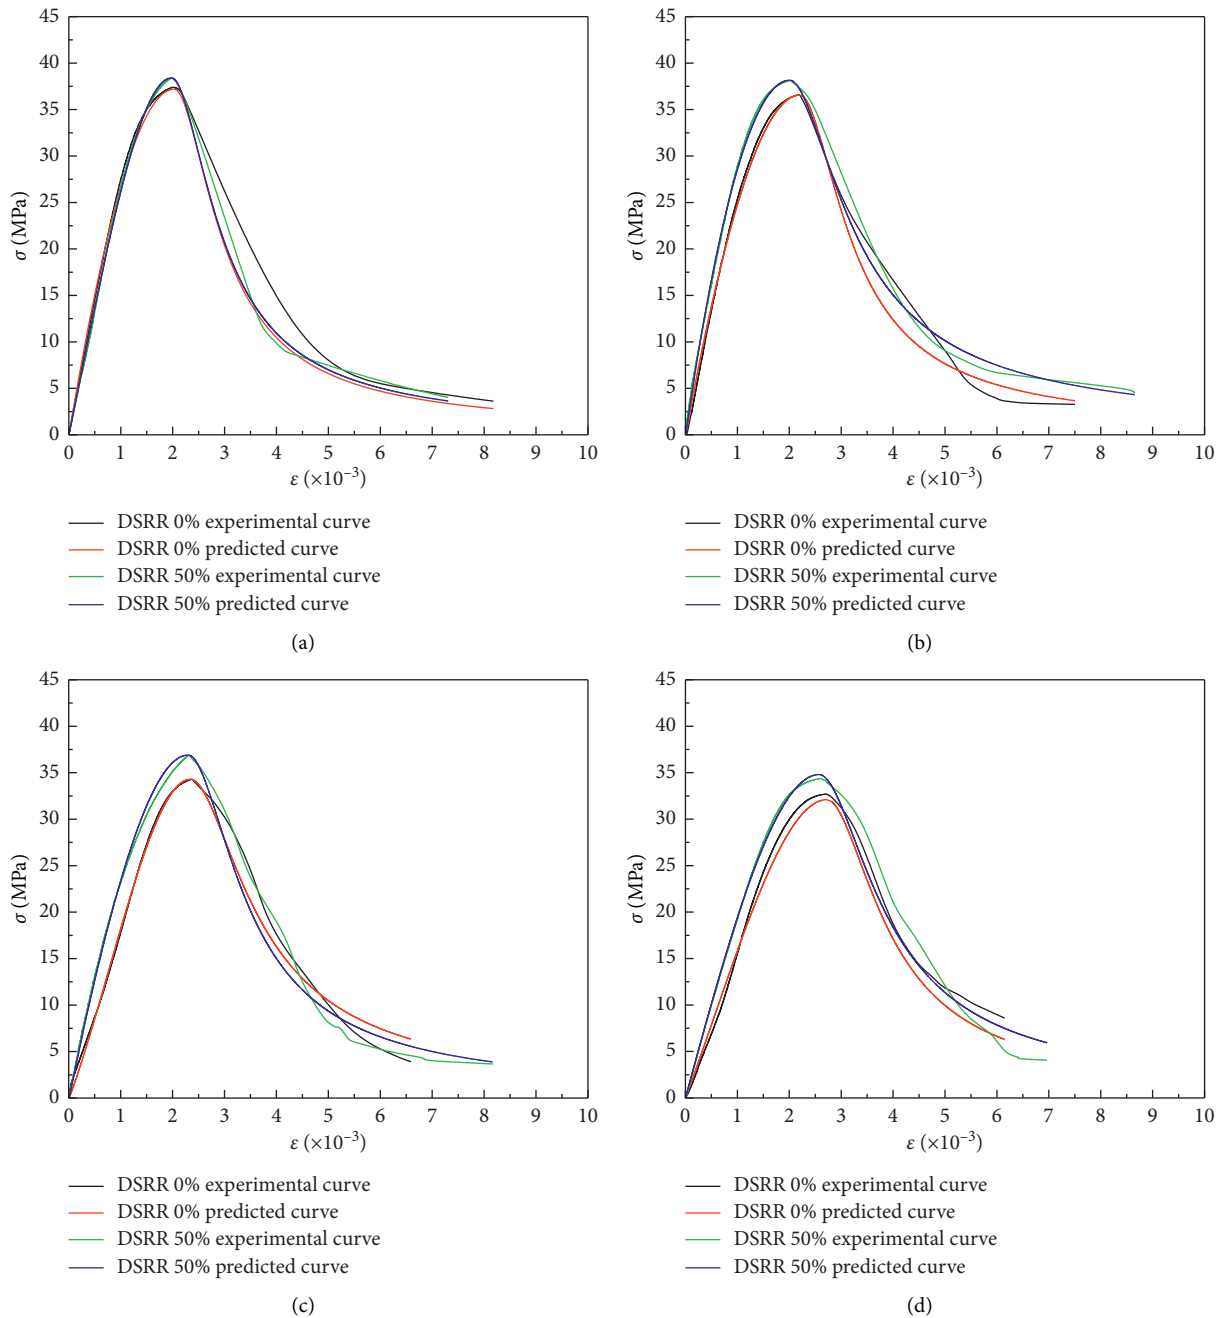 45
40
35
30
25
20
15
10
5
0
σ (MPa)
0 1 2 3 4 5 6 7 8 9 10
ε (×10⁻³)
DSRR 0% experimental curve
DSRR 0% predicted curve
DSRR 50% experimental curve
DSRR 50% predicted curve
(a)
45
40
35
30
25
20
15
10
5
0
σ (MPa)
0 1 2 3 4 5 6 7 8 9 10
ε (×10⁻³)
DSRR 0% experimental curve
DSRR 0% predicted curve
DSRR 50% experimental curve
DSRR 50% predicted curve
(b)
45
40
35
30
25
20
15
10
5
0
σ (MPa)
0 1 2 3 4 5 6 7 8 9 10
ε (×10⁻³)
DSRR 0% experimental curve
DSRR 0% predicted curve
DSRR 50% experimental curve
DSRR 50% predicted curve
(c)
45
40
35
30
25
20
15
10
5
0
σ (MPa)
0 1 2 3 4 5 6 7 8 9 10
ε (×10⁻³)
DSRR 0% experimental curve
DSRR 0% predicted curve
DSRR 50% experimental curve
DSRR 50% predicted curve
(d)